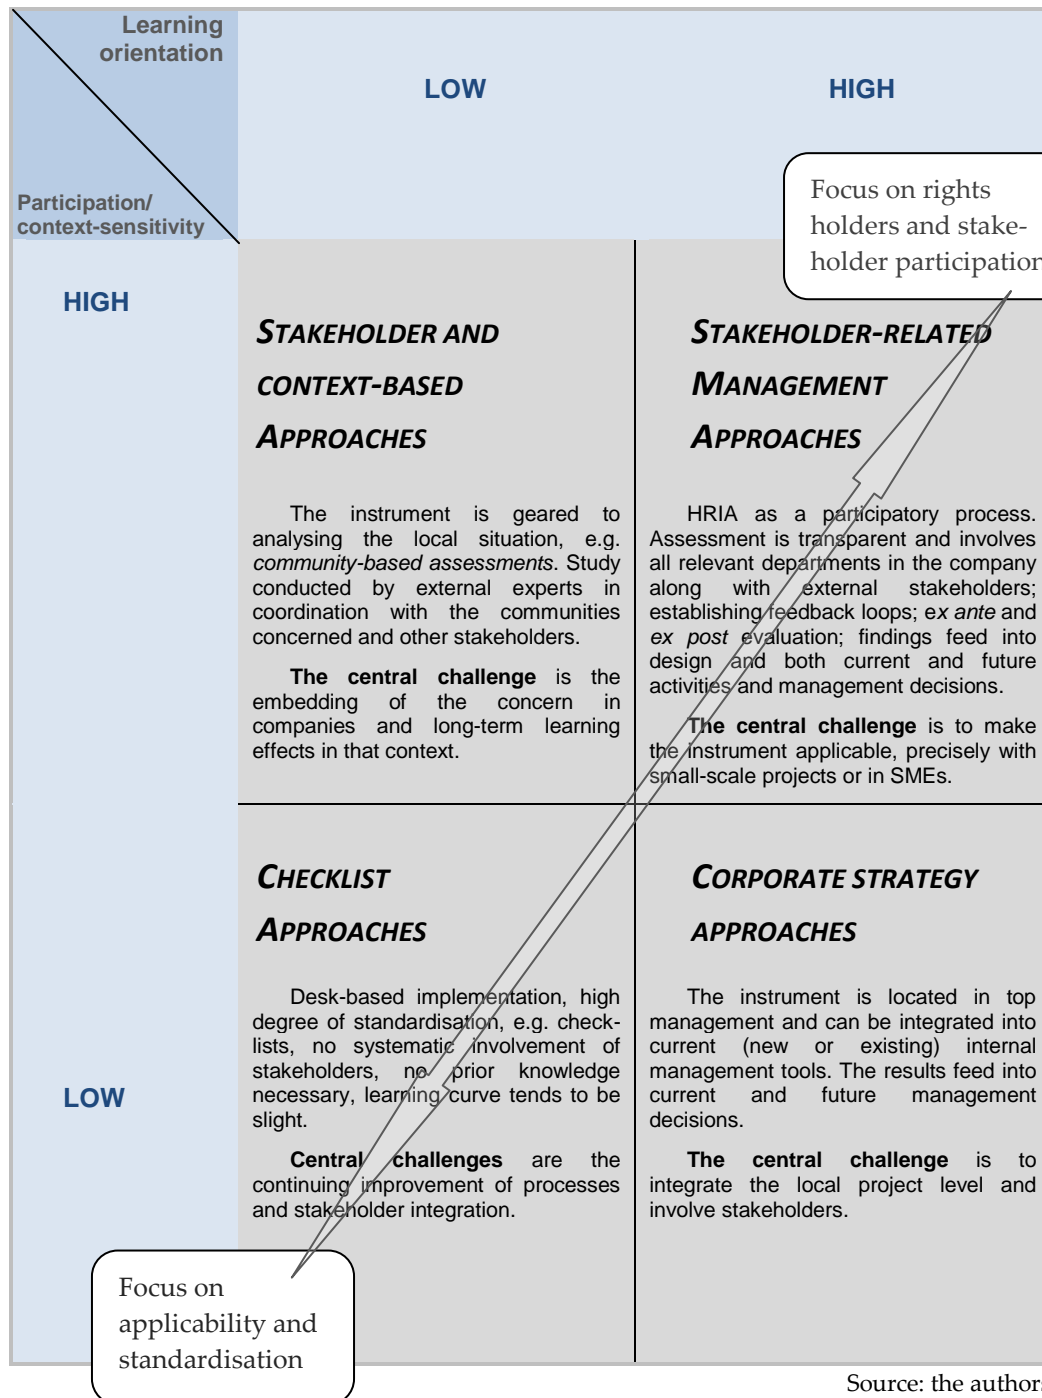 Learning
orientation
LOW
HIGH
Participation/
context-sensitivity
Focus on rights
holders and stake-
holder participation
HIGH
STAKEHOLDER AND
CONTEXT-BASED
APPROACHES
The instrument is geared to
analysing the local situation, e.g.
community-based assessments. Study
conducted by external experts in
coordination with the communities
concerned and other stakeholders.
The central challenge is the
embedding of the concern in
companies and long-term learning
effects in that context.
STAKEHOLDER-RELATED
MANAGEMENT
APPROACHES
HRIA as a participatory process.
Assessment is transparent and involves
all relevant departments in the company
along with external stakeholders;
establishing feedback loops; ex ante and
ex post evaluation; findings feed into
design and both current and future
activities and management decisions.
The central challenge is to make
the instrument applicable, precisely with
small-scale projects or in SMEs.
LOW
CHECKLIST
APPROACHES
Desk-based implementation, high
degree of standardisation, e.g. check-
lists, no systematic involvement of
stakeholders, no prior knowledge
necessary, learning curve tends to be
slight.
Central challenges are the
continuing improvement of processes
and stakeholder integration.
CORPORATE STRATEGY
APPROACHES
The instrument is located in top
management and can be integrated into
current (new or existing) internal
management tools. The results feed into
current and future management
decisions.
The central challenge is to
integrate the local project level and
involve stakeholders.
Focus on
applicability and
standardisation
Source: the authors